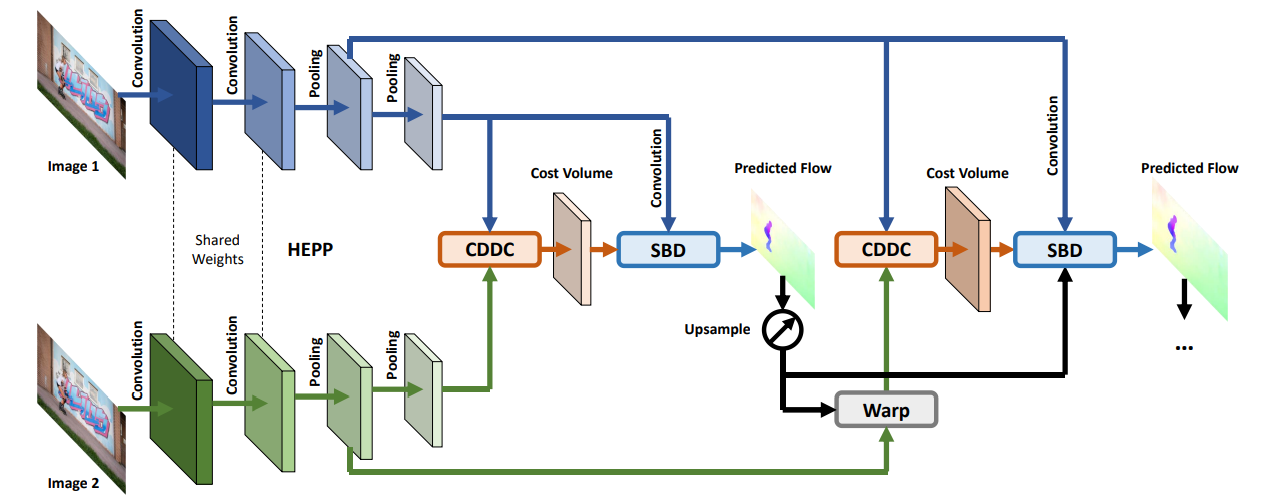 Convolution
Convolution
Pooling
Pooling
Image 1
Shared
Weights
HEPP
Convolution
Convolution
Pooling
Pooling
Image 2
Cost Volume
Convolution
CDDC
SBD
Predicted Flow
Upsample
Warp
Cost Volume
Convolution
CDDC
SBD
Predicted Flow
...